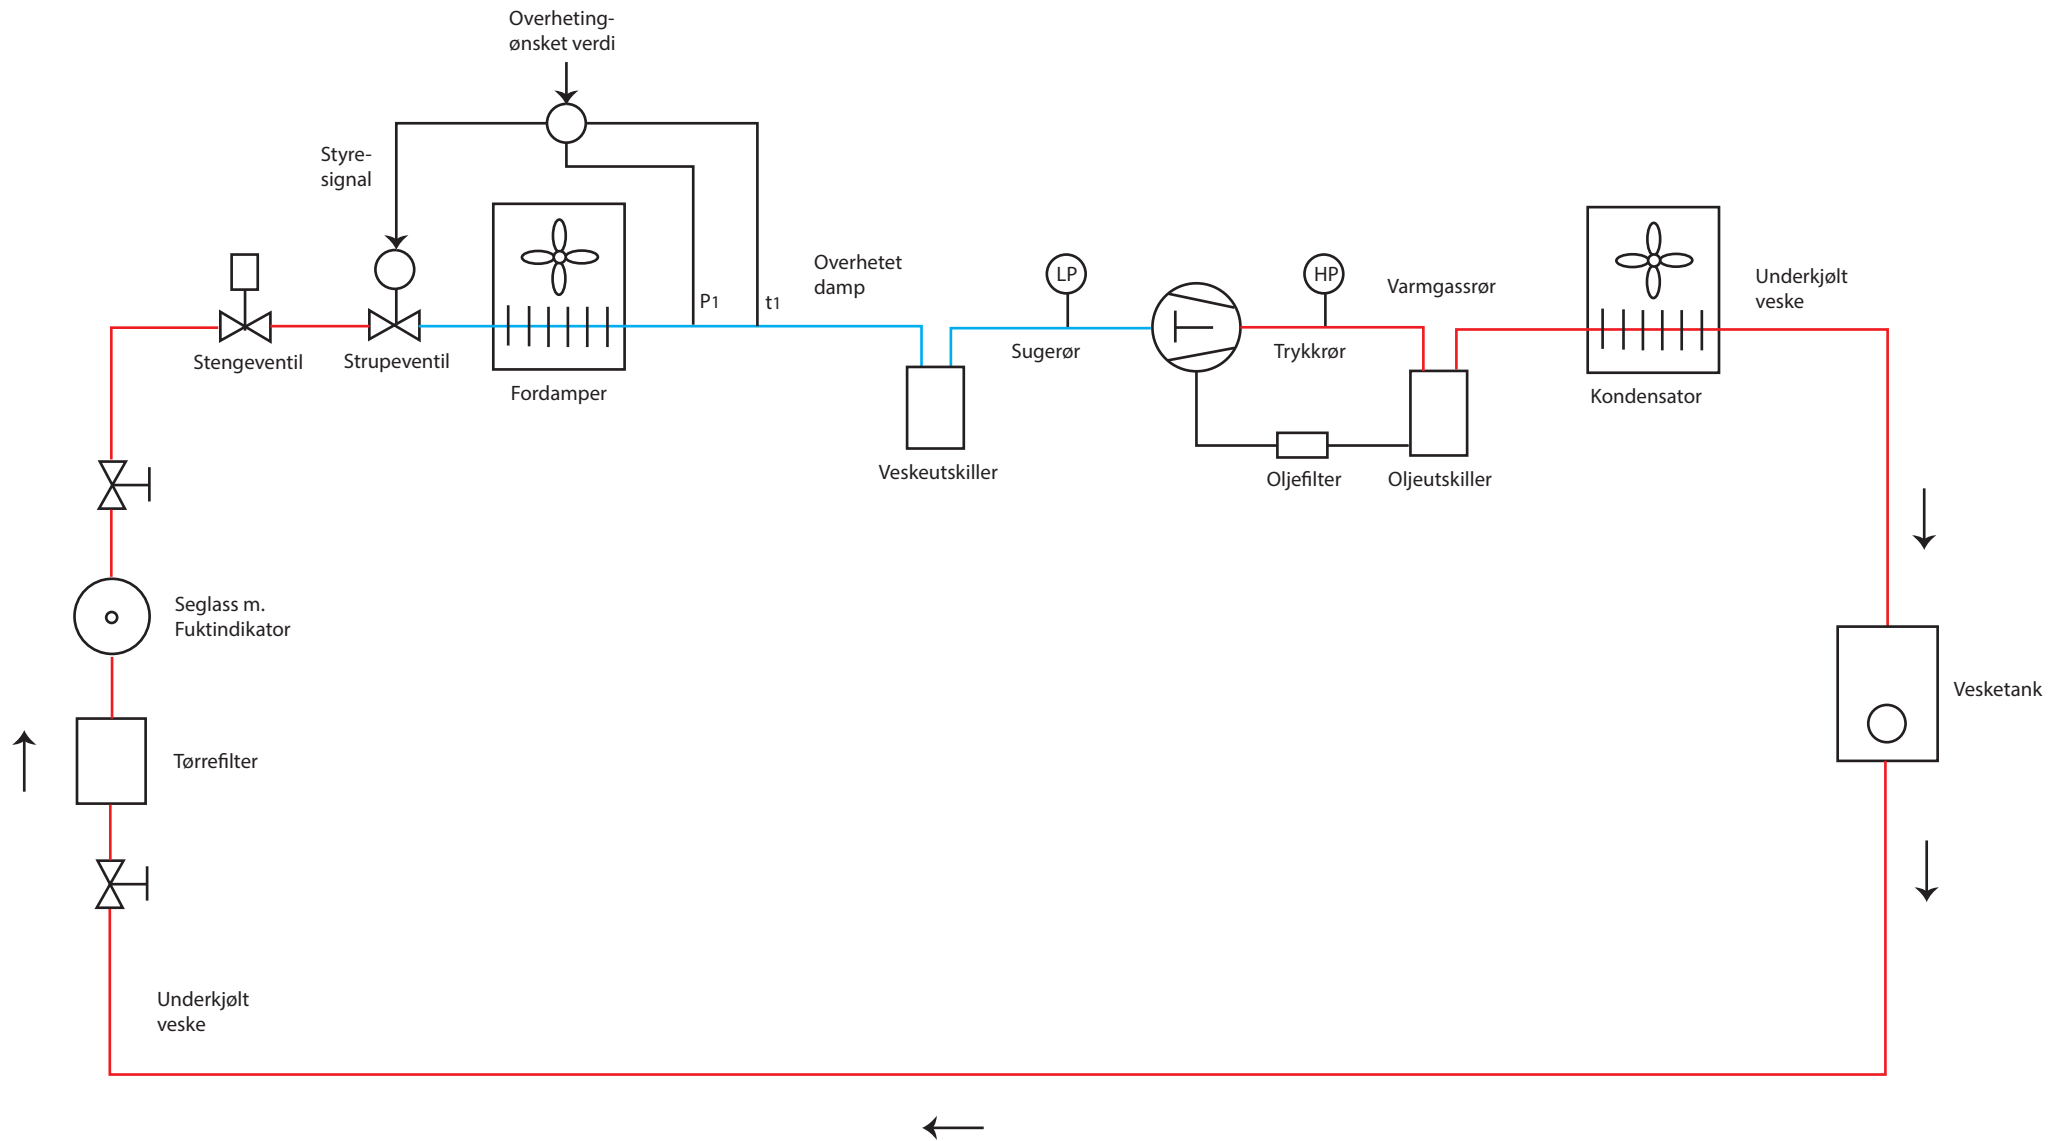 Overheting-
ønsket verdi
Styre-
signal
P1
t1
Overhetet
damp
LP
HP
Varmgassrør
Underkjølt
veske
Stengeventil
Strupeventil
Fordamper
Sugerør
Trykkrør
Kondensator
Veskeutskiller
Oljefilter
Oljeutskiller
Seglass m.
Fuktindikator
Vesketank
Tørrefilter
Underkjølt
veske